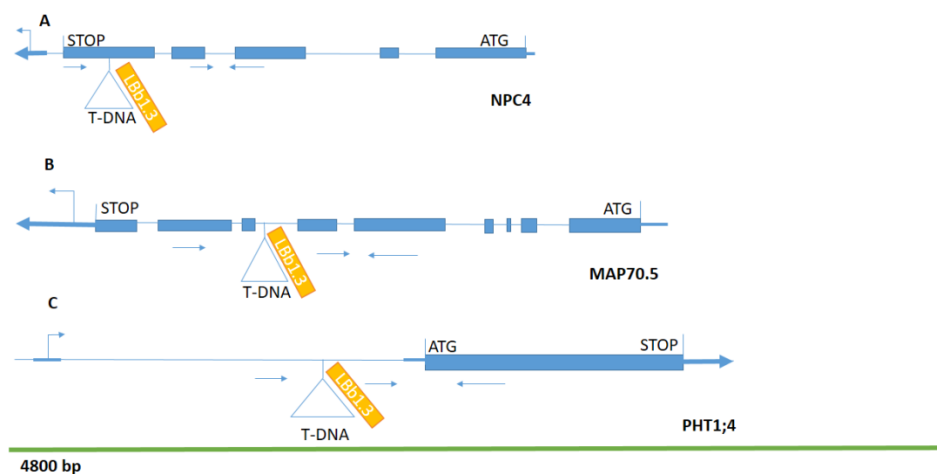 A
STOP
ATG
LBb1,3
T-DNA
NPC4
B
STOP
ATG
LBb1,3
T-DNA
MAP70.5
C
ATG
STOP
LBb1,3
T-DNA
PHT1;4
4800 bp